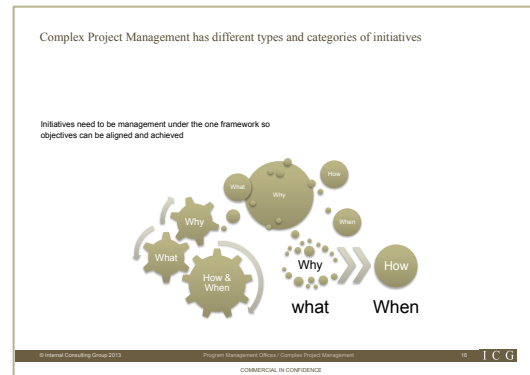 Complex Project Management has different types and categories of initiatives
Initiatives need to be management under the one framework so
objectives can be aligned and achieved
What
Why
How
When
Why
What
How &
When
Why
How
what
When
© Internal Consulting Group 2013
Program Management Offices / Complex Project Management
16
ICG
COMMERCIAL IN CONFIDENCE